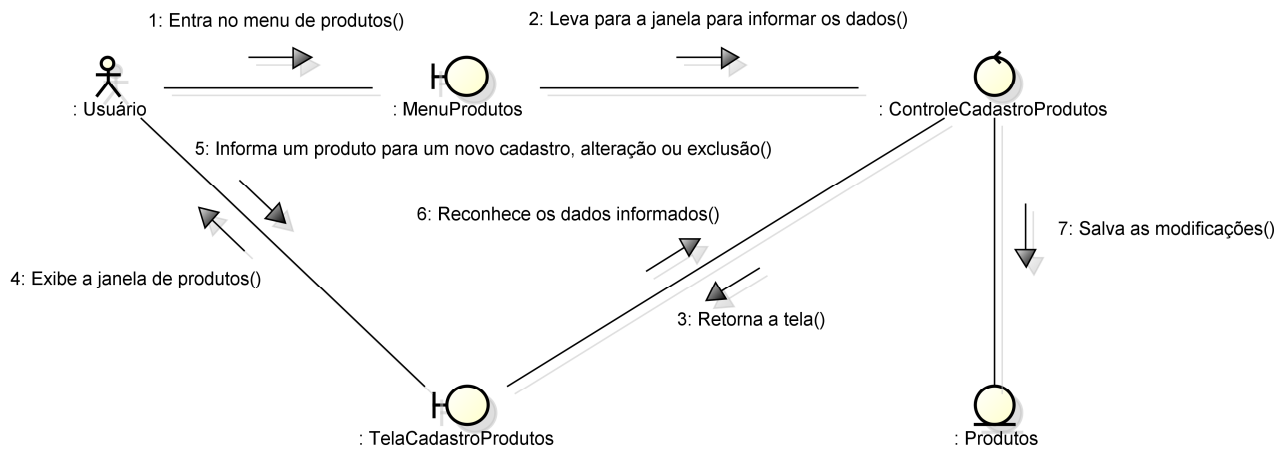 1: Entra no menu de produtos()
2: Leva para a janela para informar os dados()
: Usuário
: MenuProdutos
: ControleCadastroProdutos
5: Informa um produto para um novo cadastro, alteração ou exclusão()
6: Reconhece os dados informados()
7: Salva as modificações()
4: Exibe a janela de produtos()
3: Retorna a tela()
: TelaCadastroProdutos
: Produtos